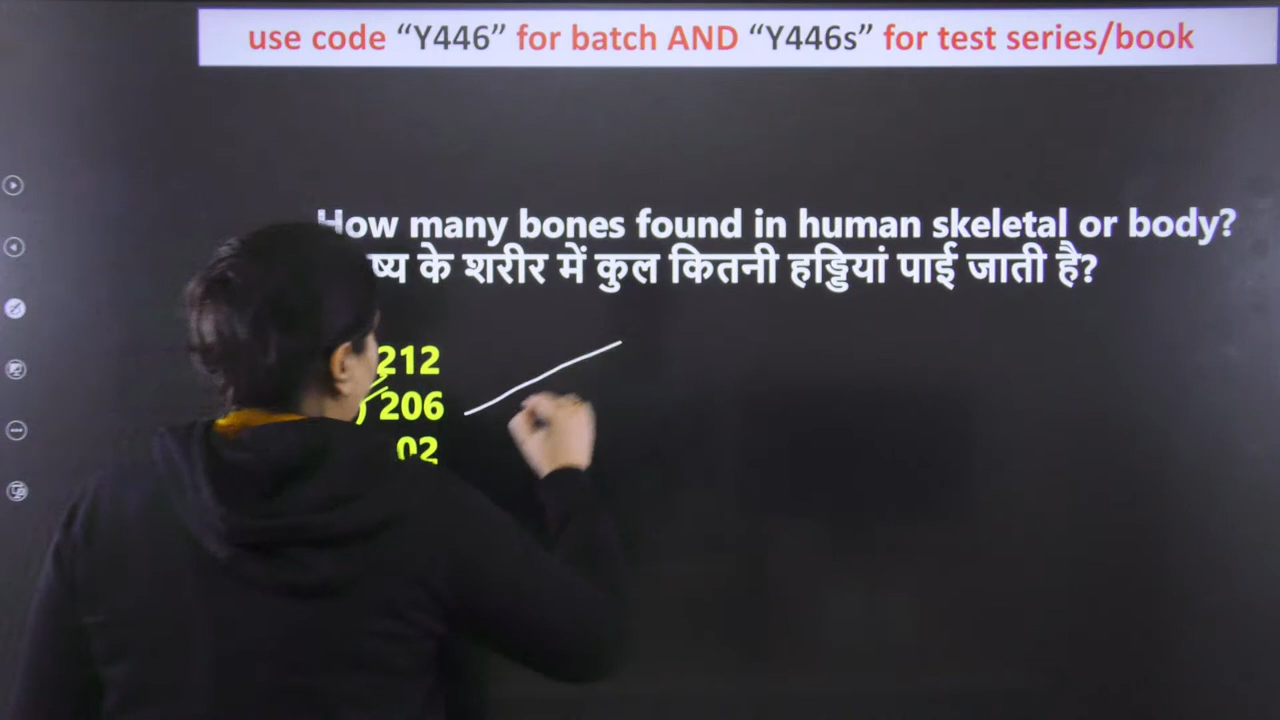 use code “Y446” for batch AND “Y446s” for test series/book
How many bones found in human skeletal or body?
के शरीर में कुल कितनी हड्डियां पाई जाती है?
212
) 206
02